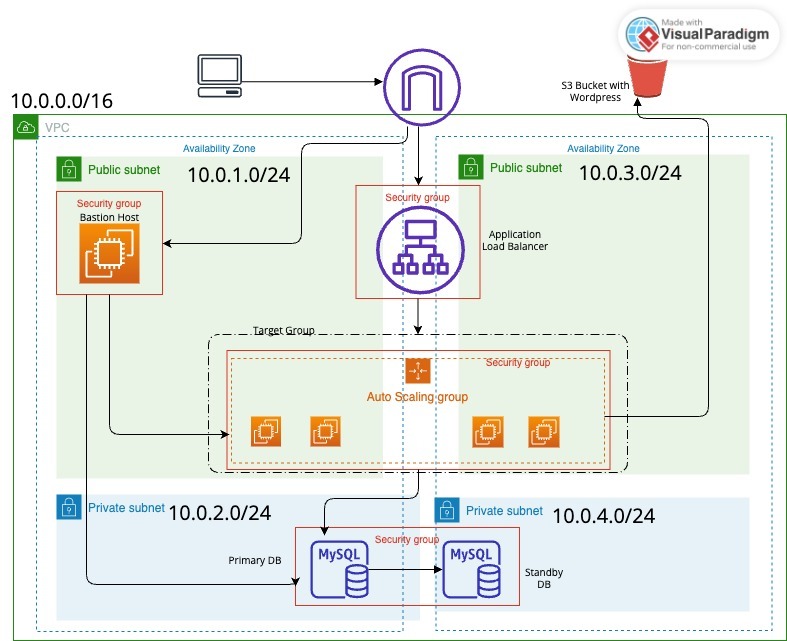 Made with
Visual Paradigm
For non-commercial use
S3 Bucket with
Wordpress
10.0.0.0/16
VPC
Availability Zone
Availability Zone
Public subnet
10.0.1.0/24
Public subnet
10.0.3.0/24
Security group
Bastion Host
Security group
Application
Load Balancer
Target Group
Security group
Auto Scaling group
Private subnet
10.0.2.0/24
Private subnet
10.0.4.0/24
Security group
Primary DB
MySQL
MySQL
Standby
DB